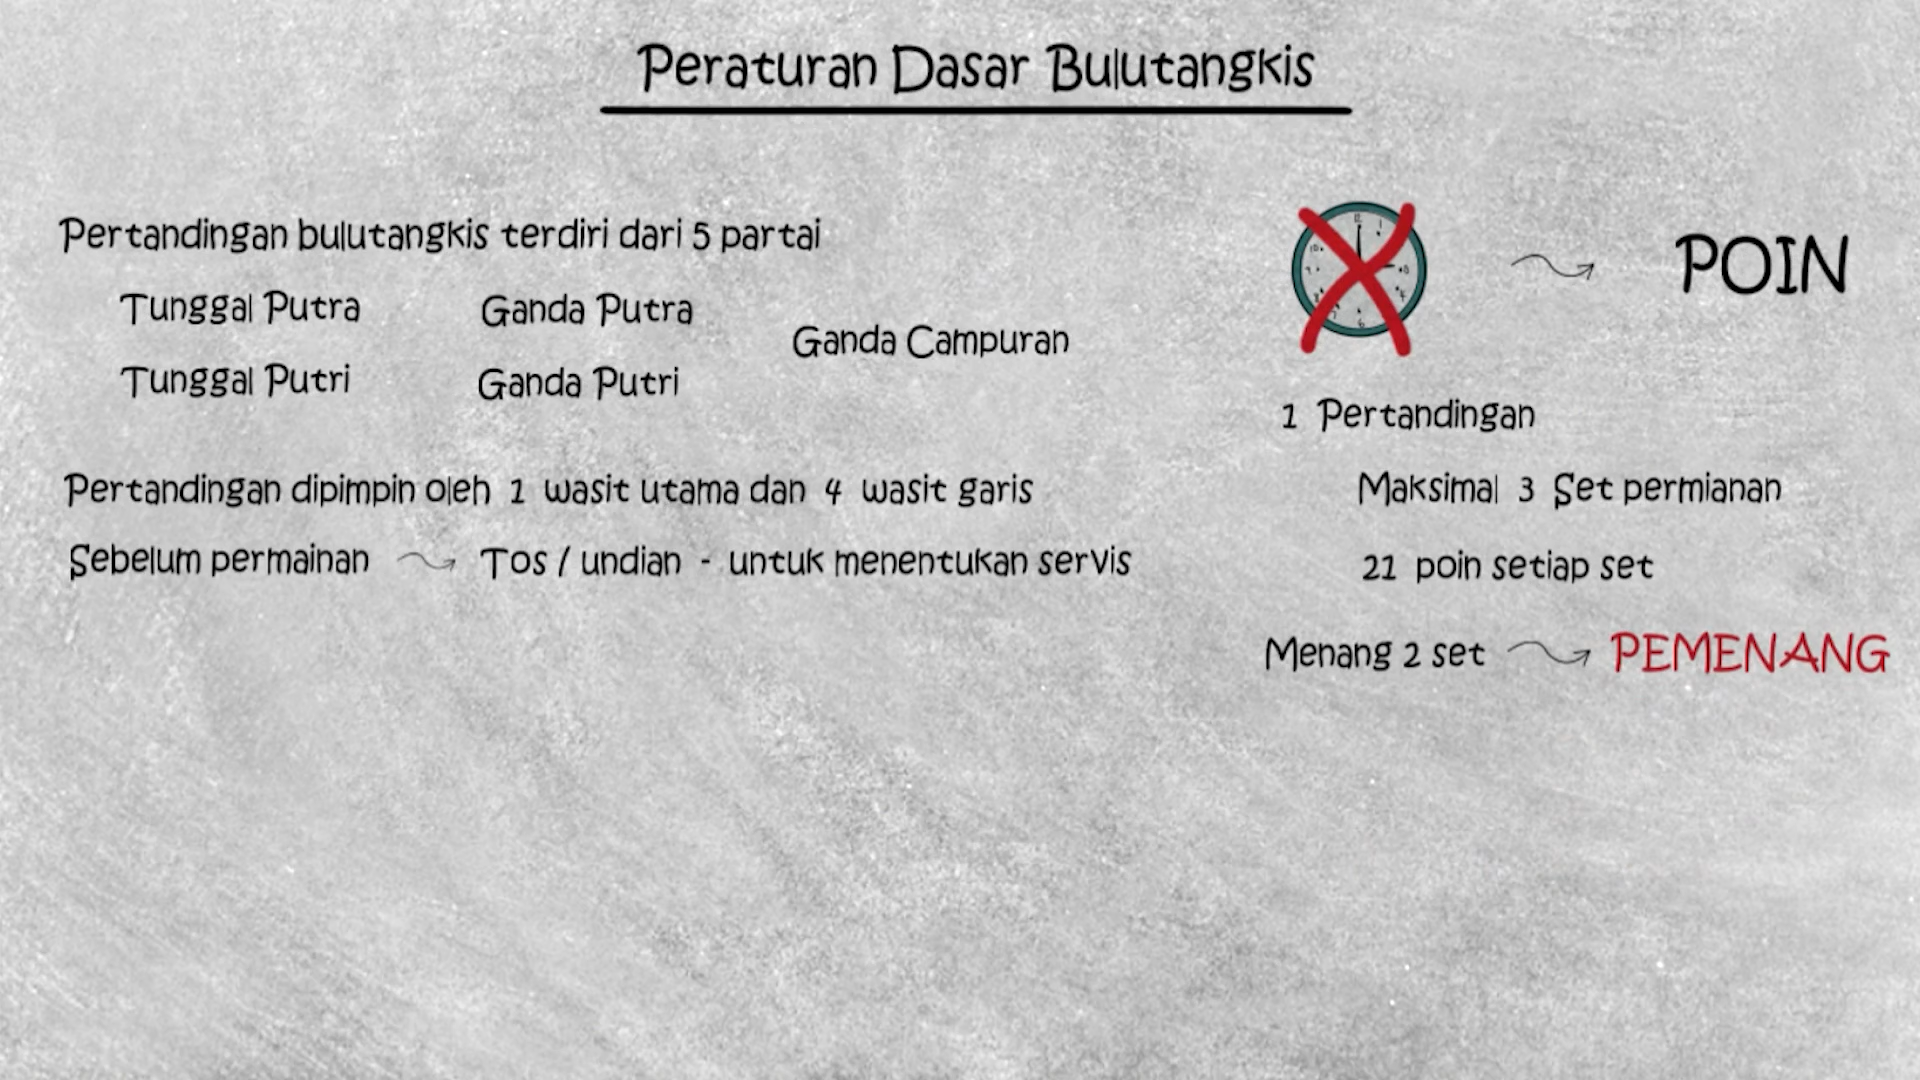 Peraturan Dasar Bulutangkis
Pertandingan bulutangkis terdiri dari 5 partai
Tunggal Putra
Ganda Putra
Ganda Campuran
Tunggal Putri
Ganda Putri
Pertandingan dipimpin oleh 1 wasit utama dan 4 wasit garis
Sebelum permainan
Tos / undian - untuk menentukan servis
POIN
1 Pertandingan
Maksimal 3 Set permianan
21 poin setiap set
Menang 2 set
PEMENANG